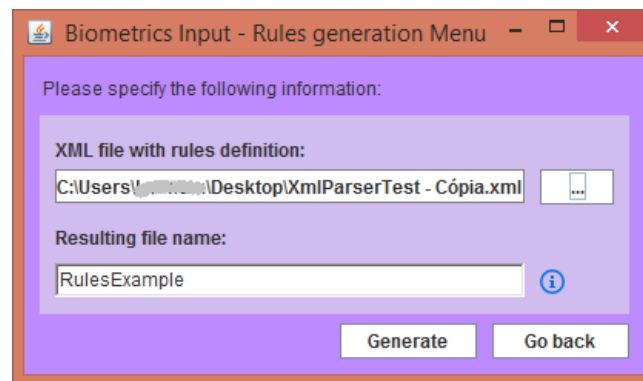 Biometrics Input - Rules generation Menu
Please specify the following information:
XML file with rules definition:
C:\Users\ \Desktop\XmlParserTest - Cópia.xml
...
Resulting file name:
RulesExample
Generate Go back